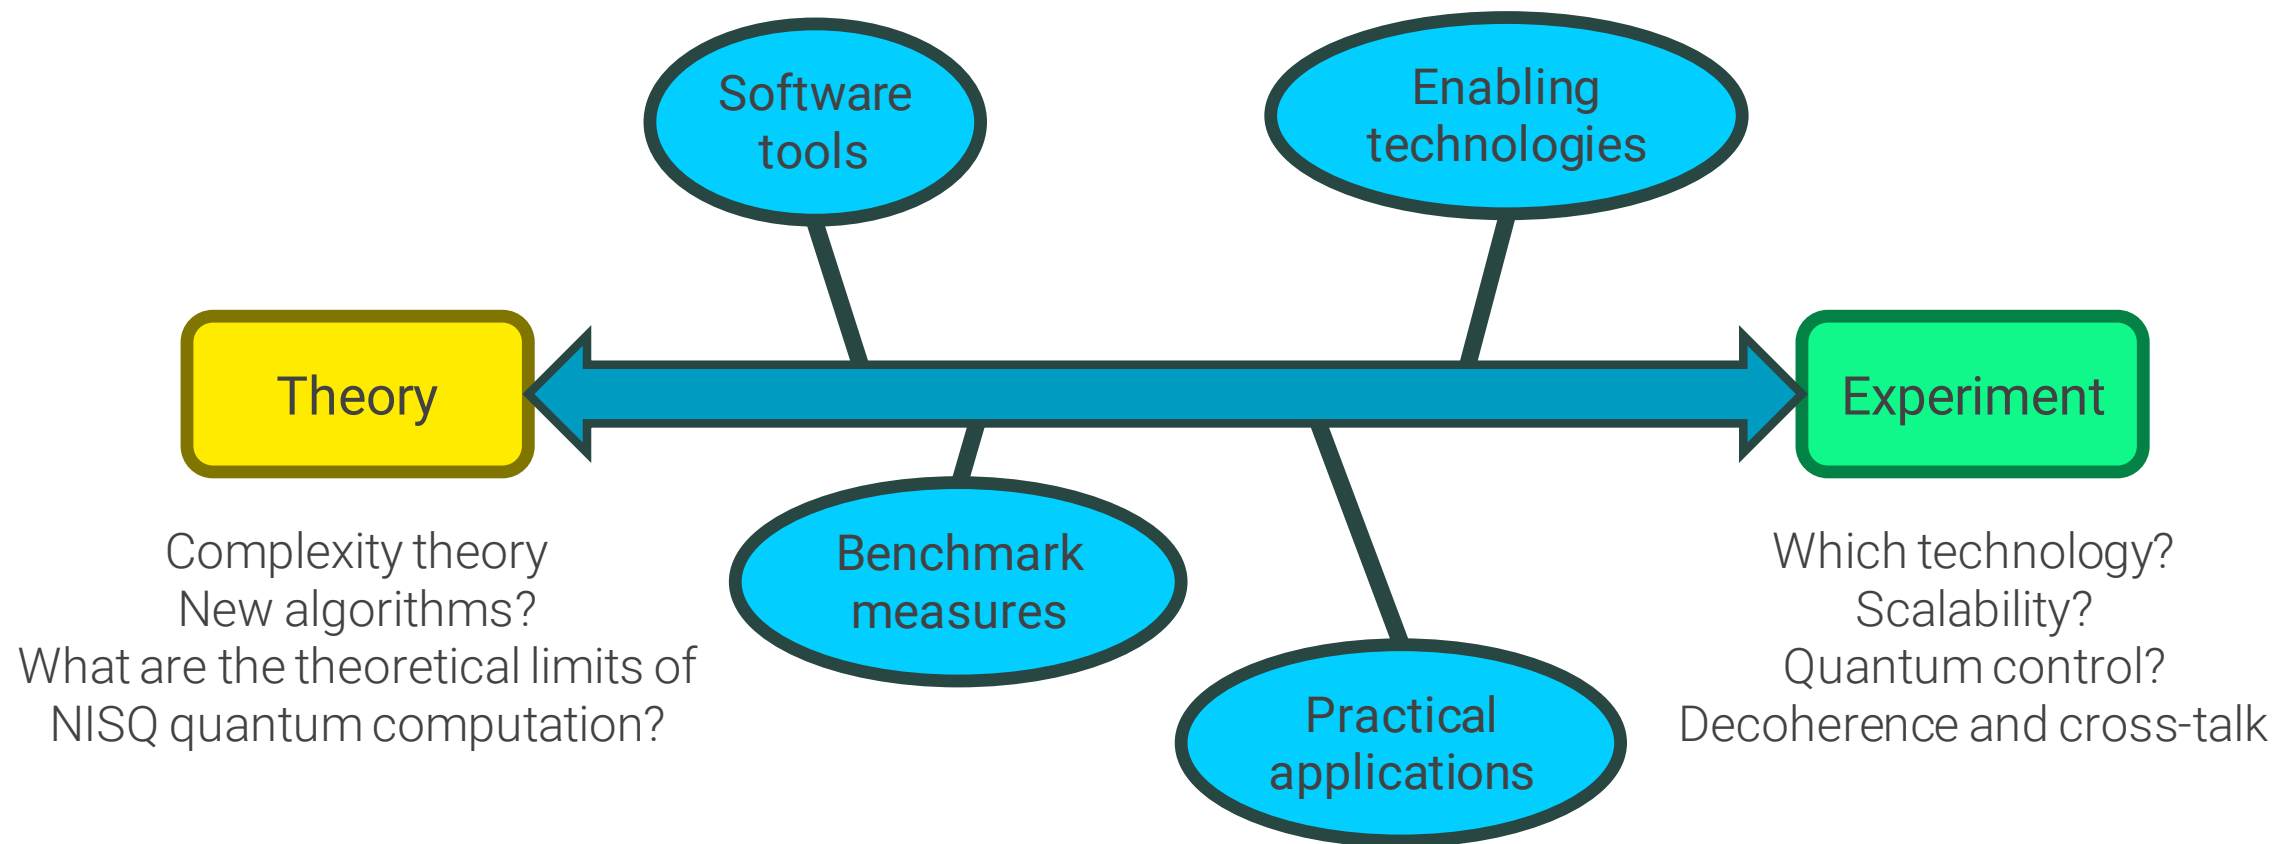 Software
tools
Enabling
technologies
Theory
Experiment
Complexity theory
New algorithms?
What are the theoretical limits of
NISQ quantum computation?
Benchmark
measures
Practical
applications
Which technology?
Scalability?
Quantum control?
Decoherence and cross-talk